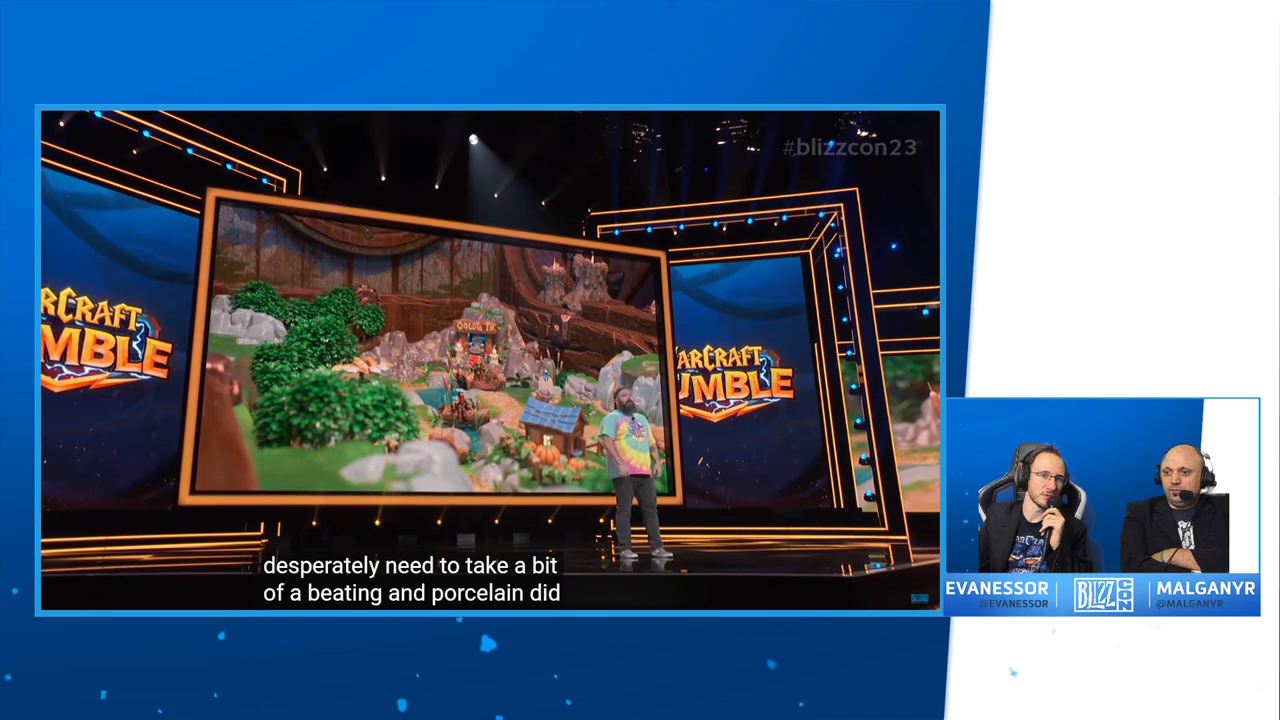 #blizzcon23
RCRAFT
MBLE
ARCRAFT
UMBLE
desperately need to take a bit
of a beating and porcelain did
EVANESSOR
@EVANESSOR
BLIZZ
CON
MALGANYR
@MALGANYR